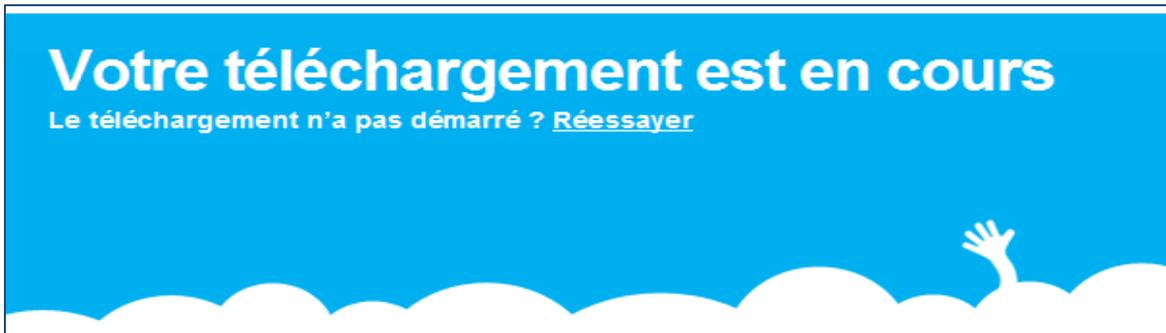 Votre téléchargement est en cours
Le téléchargement n'a pas démarré ? Réessayer